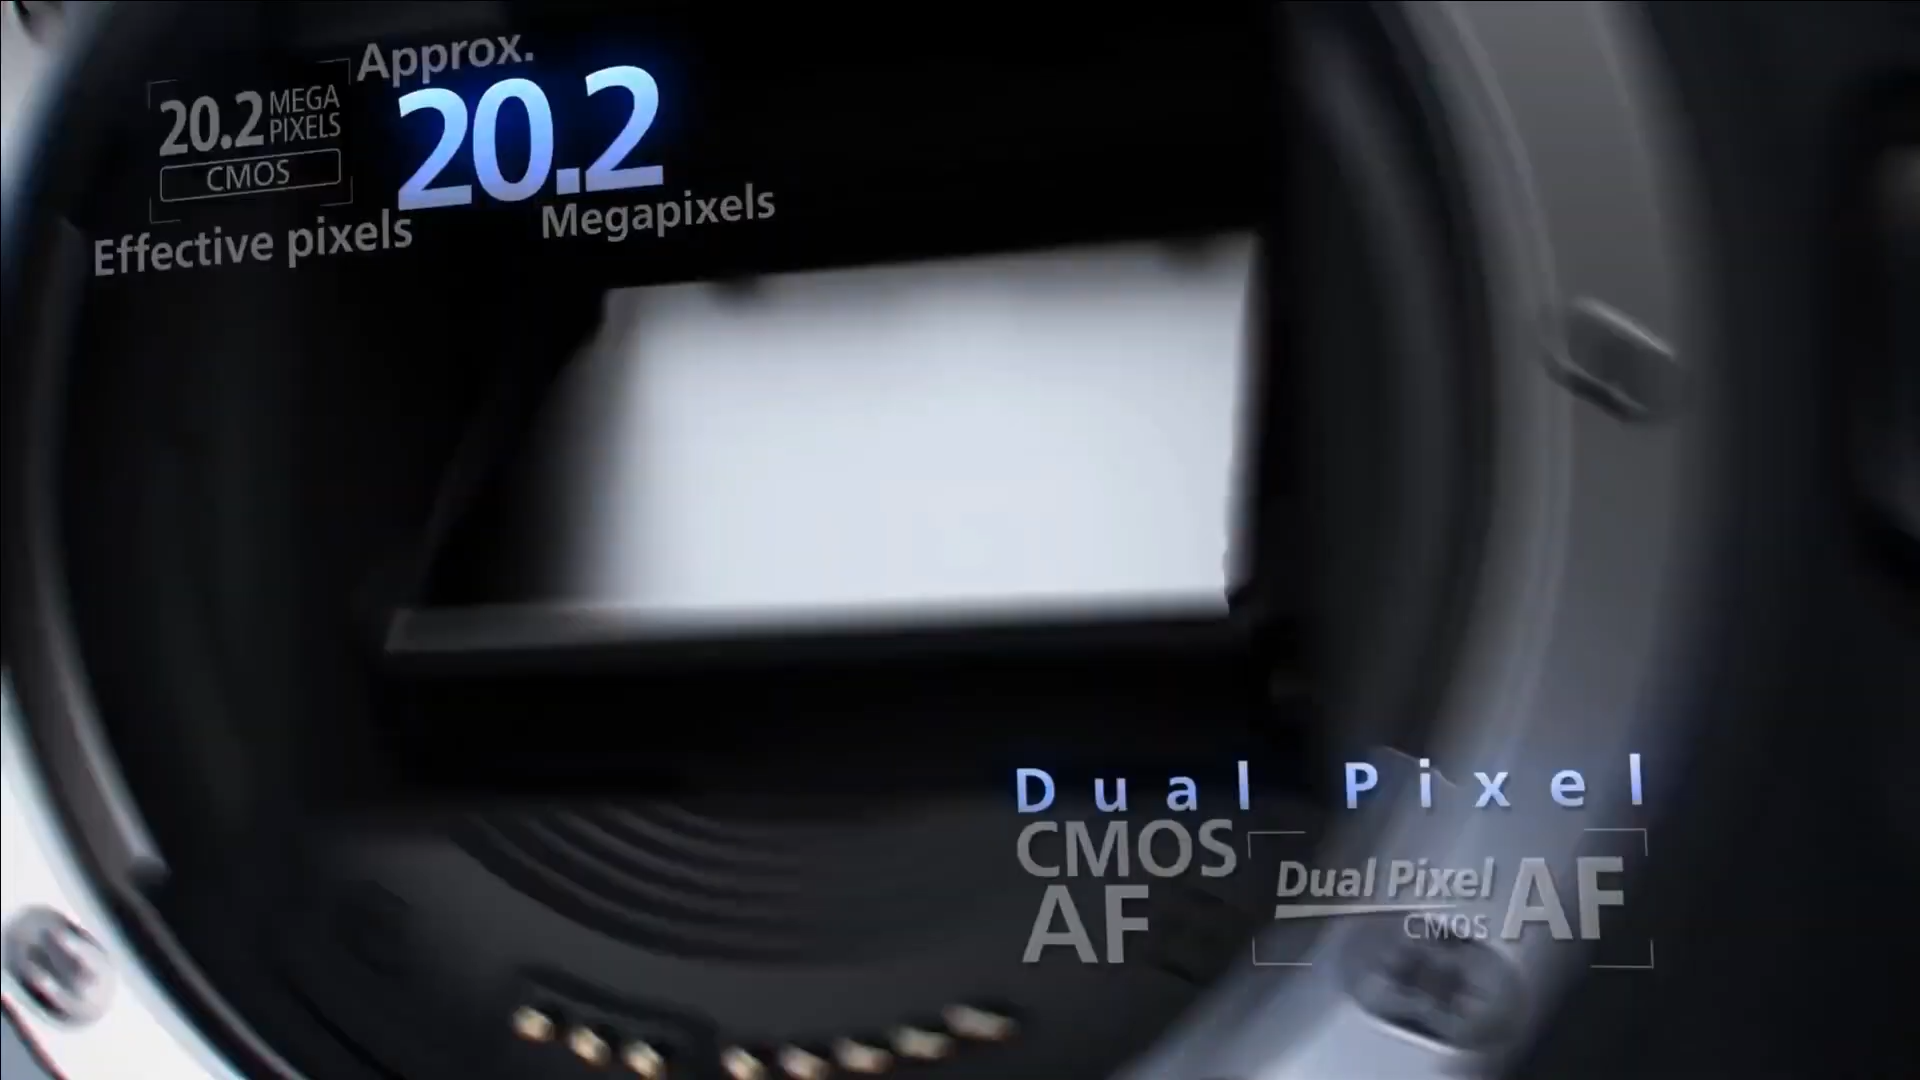 Approx.
20.2 MEGA
PIXELS
CMOS
20.2
Effective pixels
Megapixels
Dual Pixel
CMOS
AF
Dual Pixel
CMOS
AF